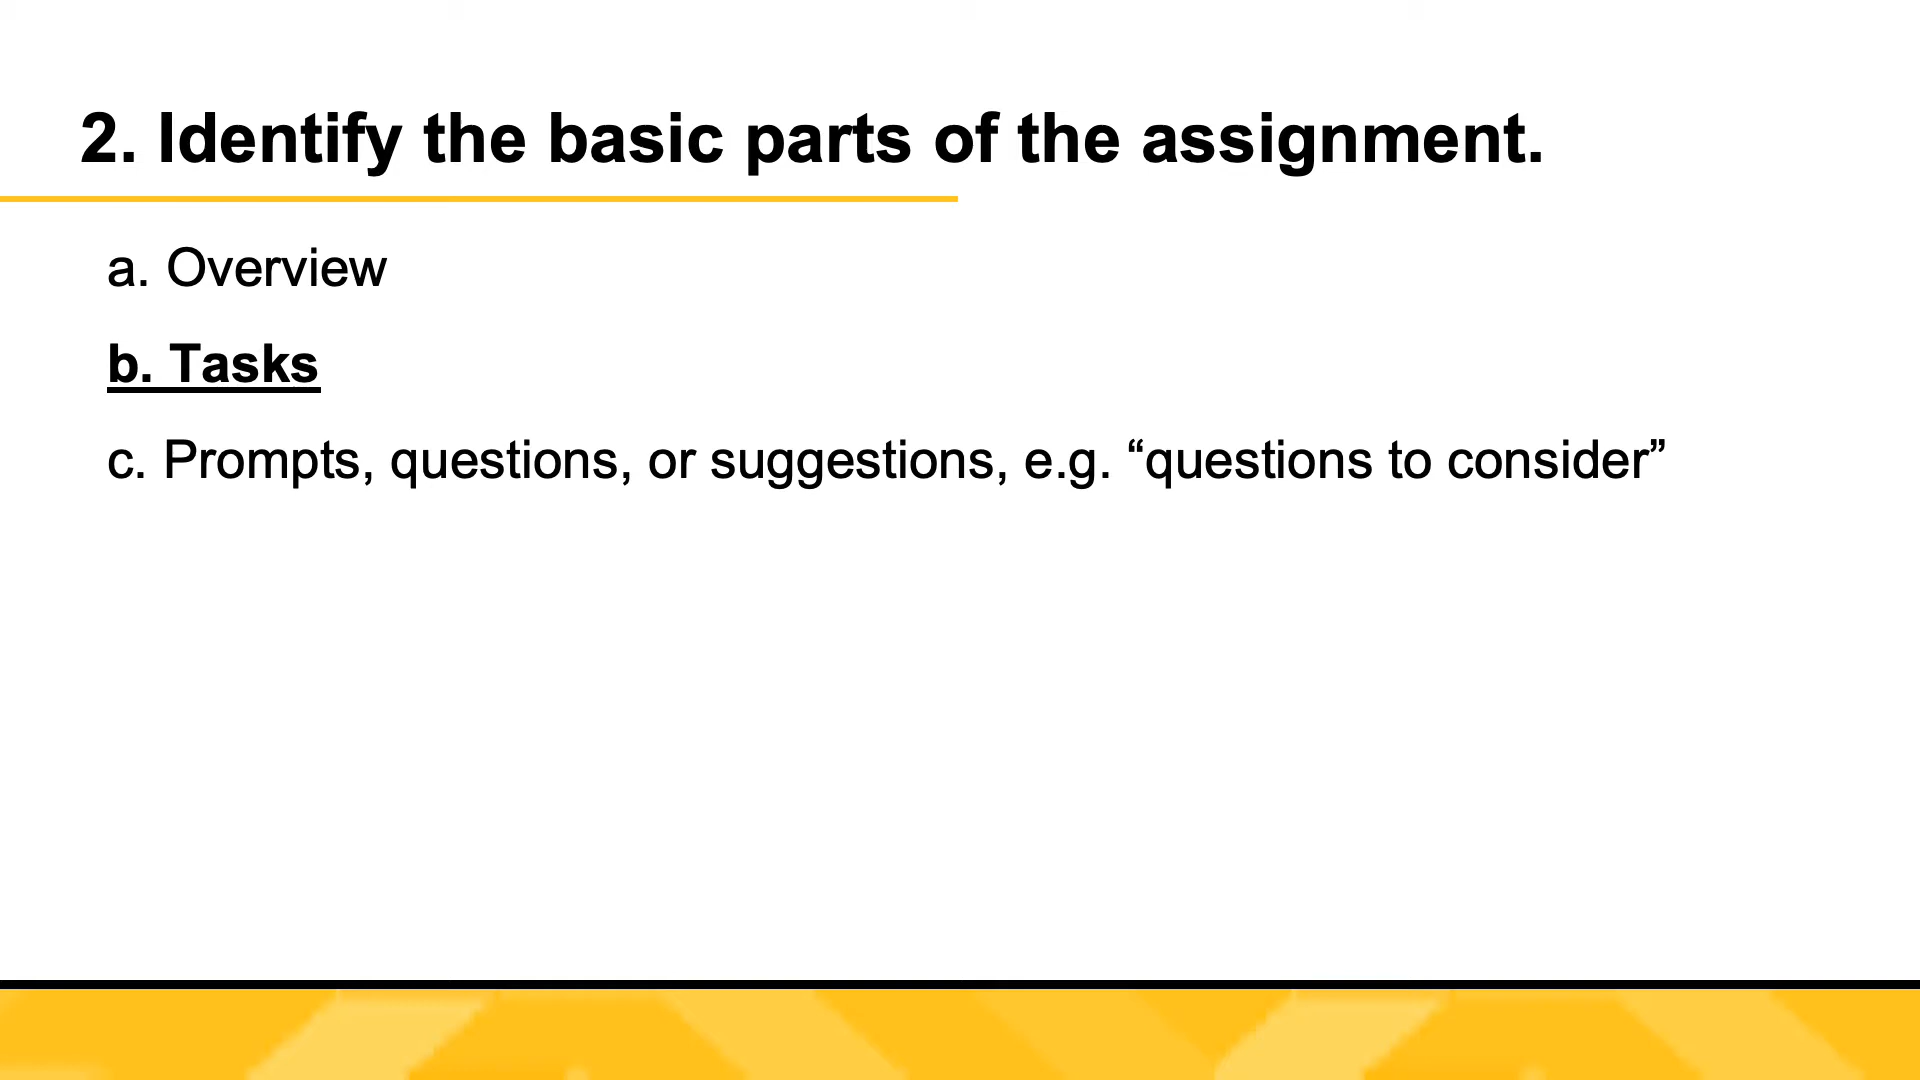 2. Identify the basic parts of the assignment.
a. Overview
b. Tasks
c. Prompts, questions, or suggestions, e.g. “questions to consider”